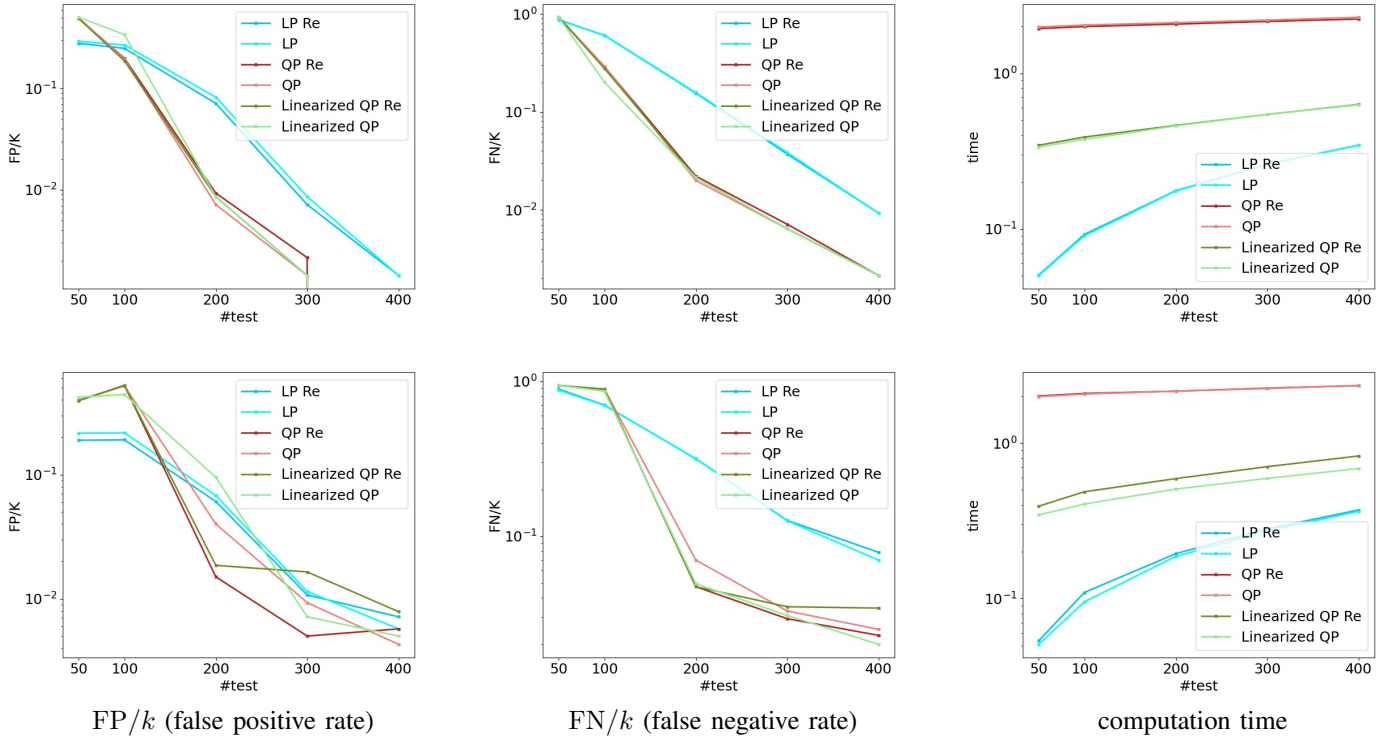 FP/K
10⁻¹
10⁻²
50 100 200 300 400
#test
LP Re
LP
QP Re
QP
Linearized QP Re
Linearized QP
FN/K
10⁰
10⁻¹
10⁻²
50 100 200 300 400
#test
LP Re
LP
QP Re
QP
Linearized QP Re
Linearized QP
time
10⁰
10⁻¹
50 100 200 300 400
#test
LP Re
LP
QP Re
QP
Linearized QP Re
Linearized QP
FP/K
10⁻¹
10⁻²
50 100 200 300 400
#test
LP Re
LP
QP Re
QP
Linearized QP Re
Linearized QP
FN/K
10⁰
10⁻¹
50 100 200 300 400
#test
LP Re
LP
QP Re
QP
Linearized QP Re
Linearized QP
time
10⁰
10⁻¹
50 100 200 300 400
#test
LP Re
LP
QP Re
QP
Linearized QP Re
Linearized QP
FP/k (false positive rate)
FN/k (false negative rate)
computation time